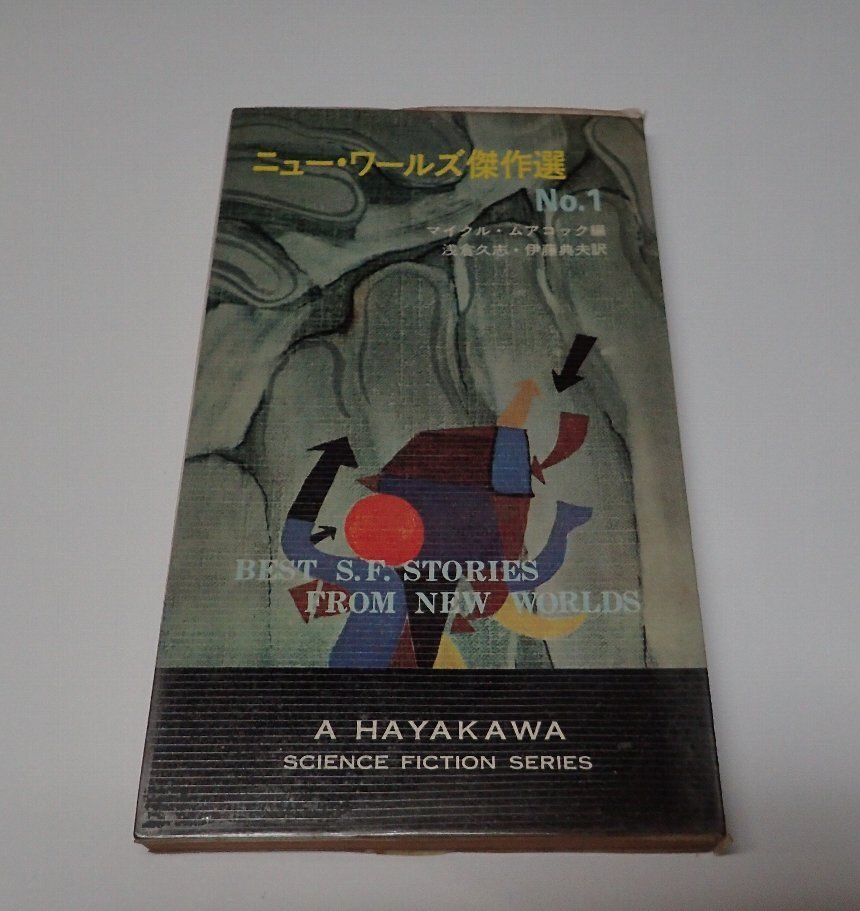 ニュー・ワールズ傑作選
No.1
マイクル・ムアコック編
浅倉久志・伊藤典夫訳
BEST S.F. STORIES
FROM NEW WORLDS
A HAYAKAWA
SCIENCE FICTION SERIES